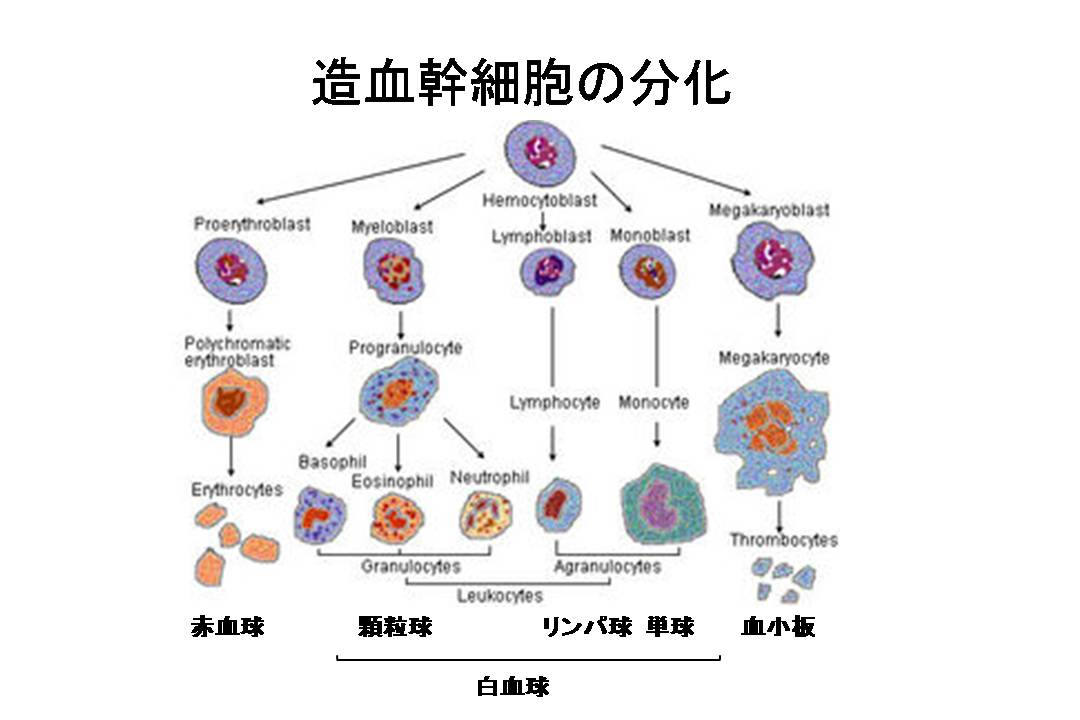 造血幹細胞の分化
Hemocytoblast
Proerythroblast
Myeloblast
Lymphoblast
Monoblast
Megakaryoblast
Polychromatic
erythroblast
Progranulocyte
Megakaryocyte
Lymphocyte
Monocyte
Basophil
Eosinophil
Neutrophil
Erythrocytes
Thrombocytes
Granulocytes
Agranulocytes
Leukocytes
赤血球
顆粒球
リンパ球 単球
血小板
白血球